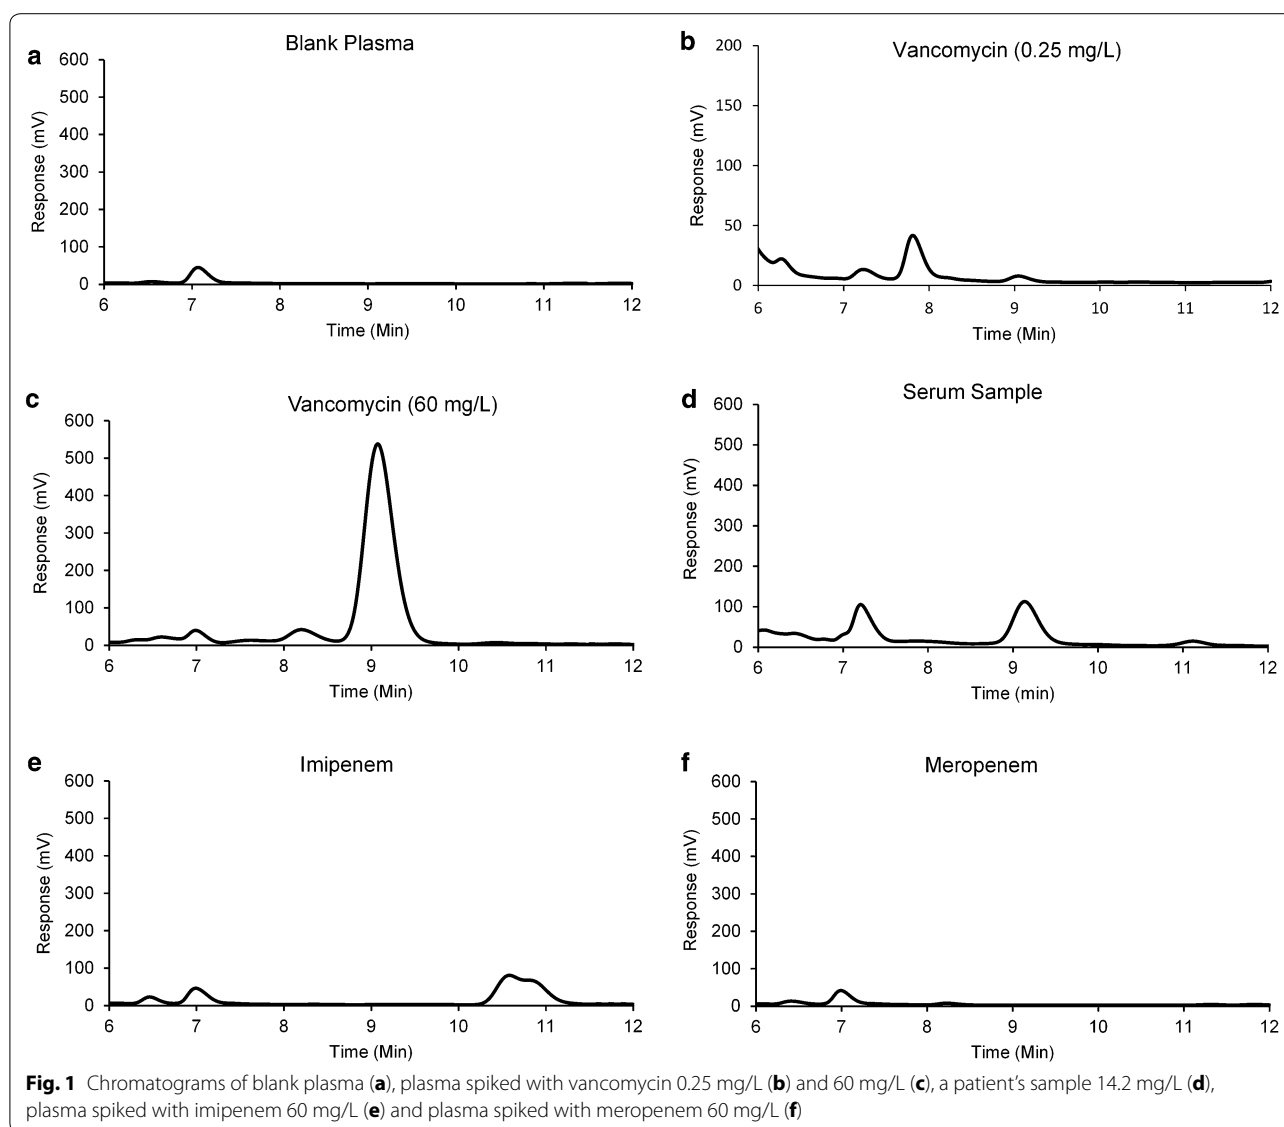 a
Blank Plasma
600
500
400
300
200
100
0
Response (mV)
6 7 8 9 10 11 12
Time (Min)
b
Vancomycin (0.25 mg/L)
200
150
100
50
0
Response (mV)
6 7 8 9 10 11 12
Time (Min)
c
Vancomycin (60 mg/L)
600
500
400
300
200
100
0
Response (mV)
6 7 8 9 10 11 12
Time (Min)
d
Serum Sample
600
500
400
300
200
100
0
Response (mV)
6 7 8 9 10 11 12
Time (min)
e
Imipenem
600
500
400
300
200
100
0
Response (mV)
6 7 8 9 10 11 12
Time (Min)
f
Meropenem
600
500
400
300
200
100
0
Response (mV)
6 7 8 9 10 11 12
Time (Min)
Fig. 1 Chromatograms of blank plasma (a), plasma spiked with vancomycin 0.25 mg/L (b) and 60 mg/L (c), a patient's sample 14.2 mg/L (d),
plasma spiked with imipenem 60 mg/L (e) and plasma spiked with meropenem 60 mg/L (f)